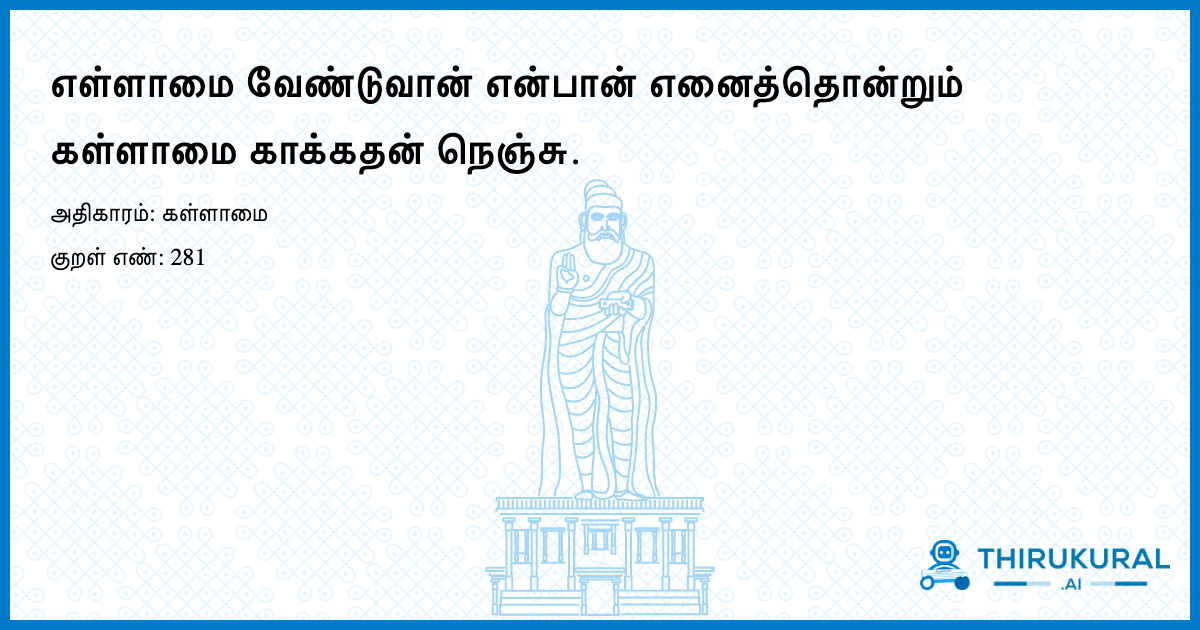 எள்ளாமை வேண்டுவான் என்பான் எனைத்தொன்றும்
கள்ளாமை காக்கதன் நெஞ்சு.
அதிகாரம்: கள்ளாமை
குறள் எண்: 281
THIRUKURAL
.AI